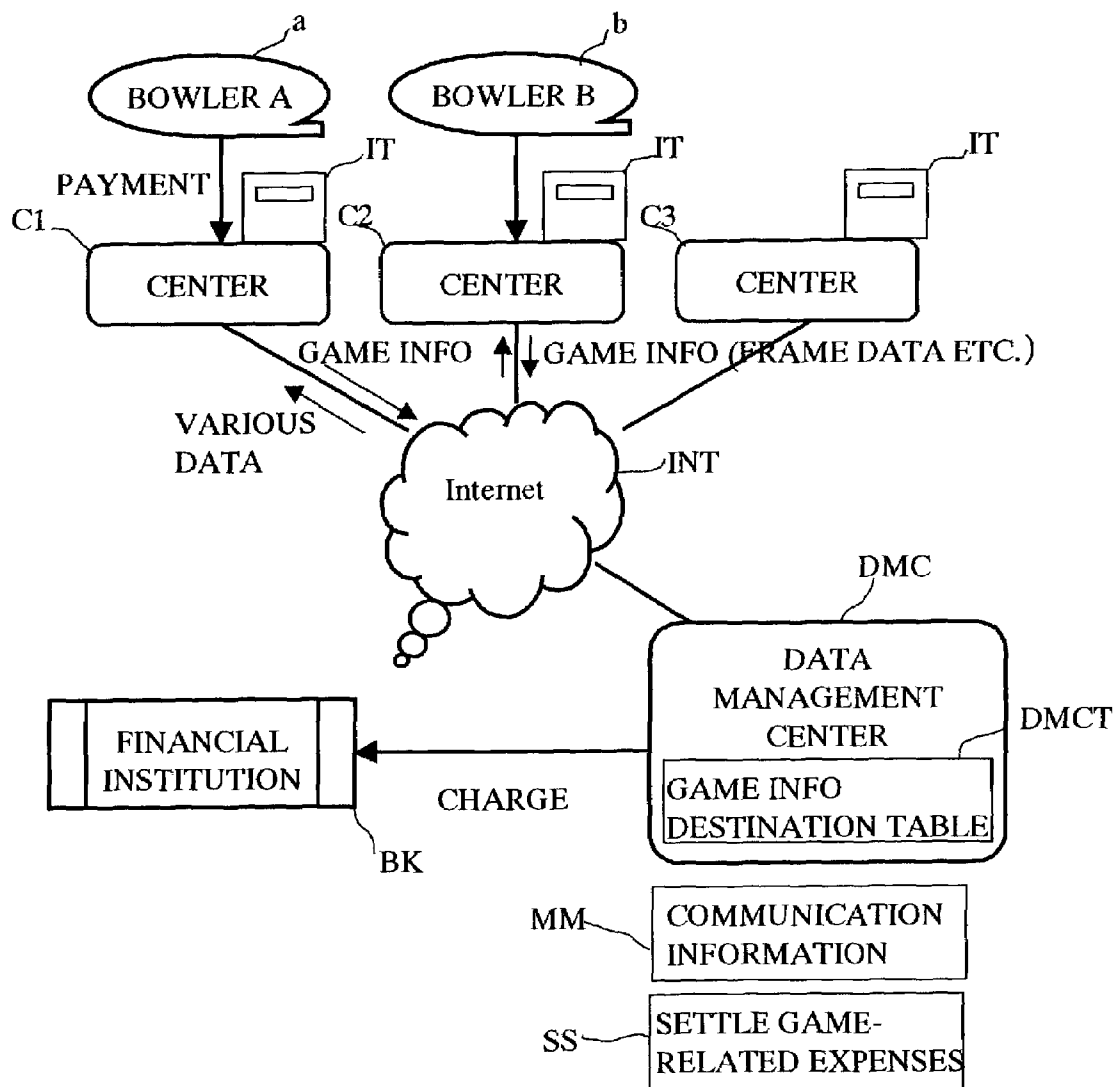 a
b
BOWLER A
BOWLER B
IT
IT
IT
PAYMENT
C1
C2
C3
CENTER
CENTER
CENTER
GAME INFO
GAME INFO (FRAME DATA ETC.)
VARIOUS
DATA
INT
Internet
DMC
DATA
MANAGEMENT
CENTER
DMCT
FINANCIAL
INSTITUTION
GAME INFO
DESTINATION TABLE
CHARGE
BK
MM
COMMUNICATION
INFORMATION
SS
SETTLE GAME-
RELATED EXPENSES